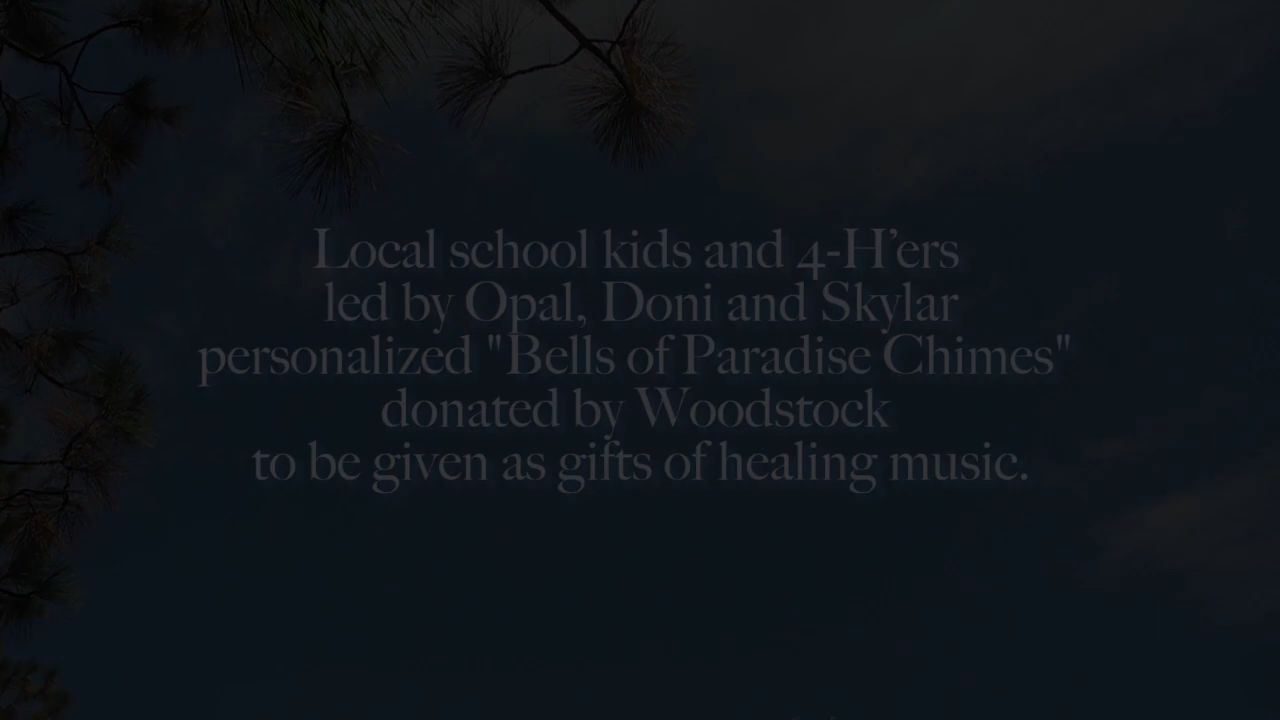 Local school kids and 4-H’ers
led by Opal, Doni and Skylar
personalized "Bells of Paradise Chimes"
donated by Woodstock
to be given as gifts of healing music.